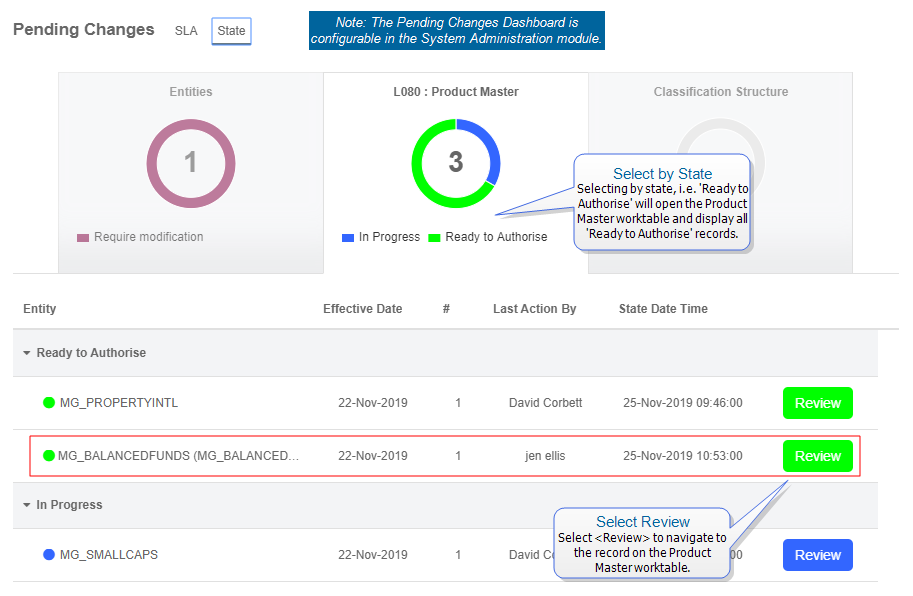 Pending Changes SLA State
Note: The Pending Changes Dashboard is
configurable in the System Administration module.
Entities
1
Require modification
L080 : Product Master
3
In Progress Ready to Authorise
Classification Structure
Select by State
Selecting by state, i.e. 'Ready to
Authorise' will open the Product
Master worktable and display all
'Ready to Authorise' records.
Entity Effective Date # Last Action By State Date Time
Ready to Authorise
MG_PROPERTYINTL 22-Nov-2019 1 David Corbett 25-Nov-2019 09:46:00 Review
MG_BALANCEDFUNDS (MG_BALANCED... 22-Nov-2019 1 jen ellis 25-Nov-2019 10:53:00 Review
In Progress
MG_SMALLCAPS 22-Nov-2019 1 David 00 Review
Select Review
Select <Review> to navigate to
the record on the Product
Master worktable.